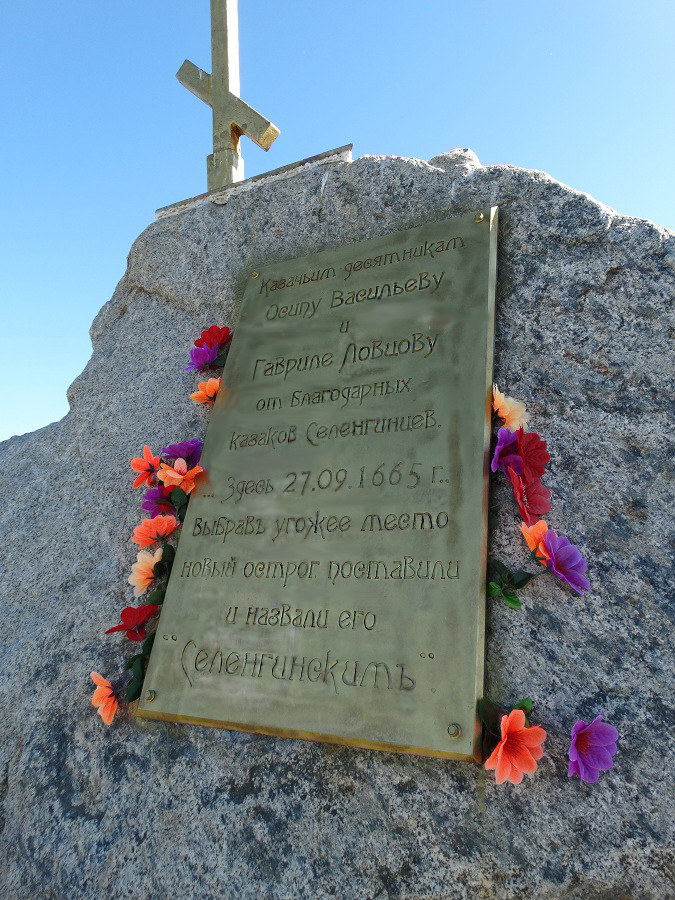 Казачьим десятникам
Осипу Васильеву
и
Гавриле Ловцову
от Благодарных
казаков Селенгинцев.
... Здесь 27.09.1665 г..
выбравъ угожее место
новый острог поставили
и назвали его
"Селенгинскимъ".